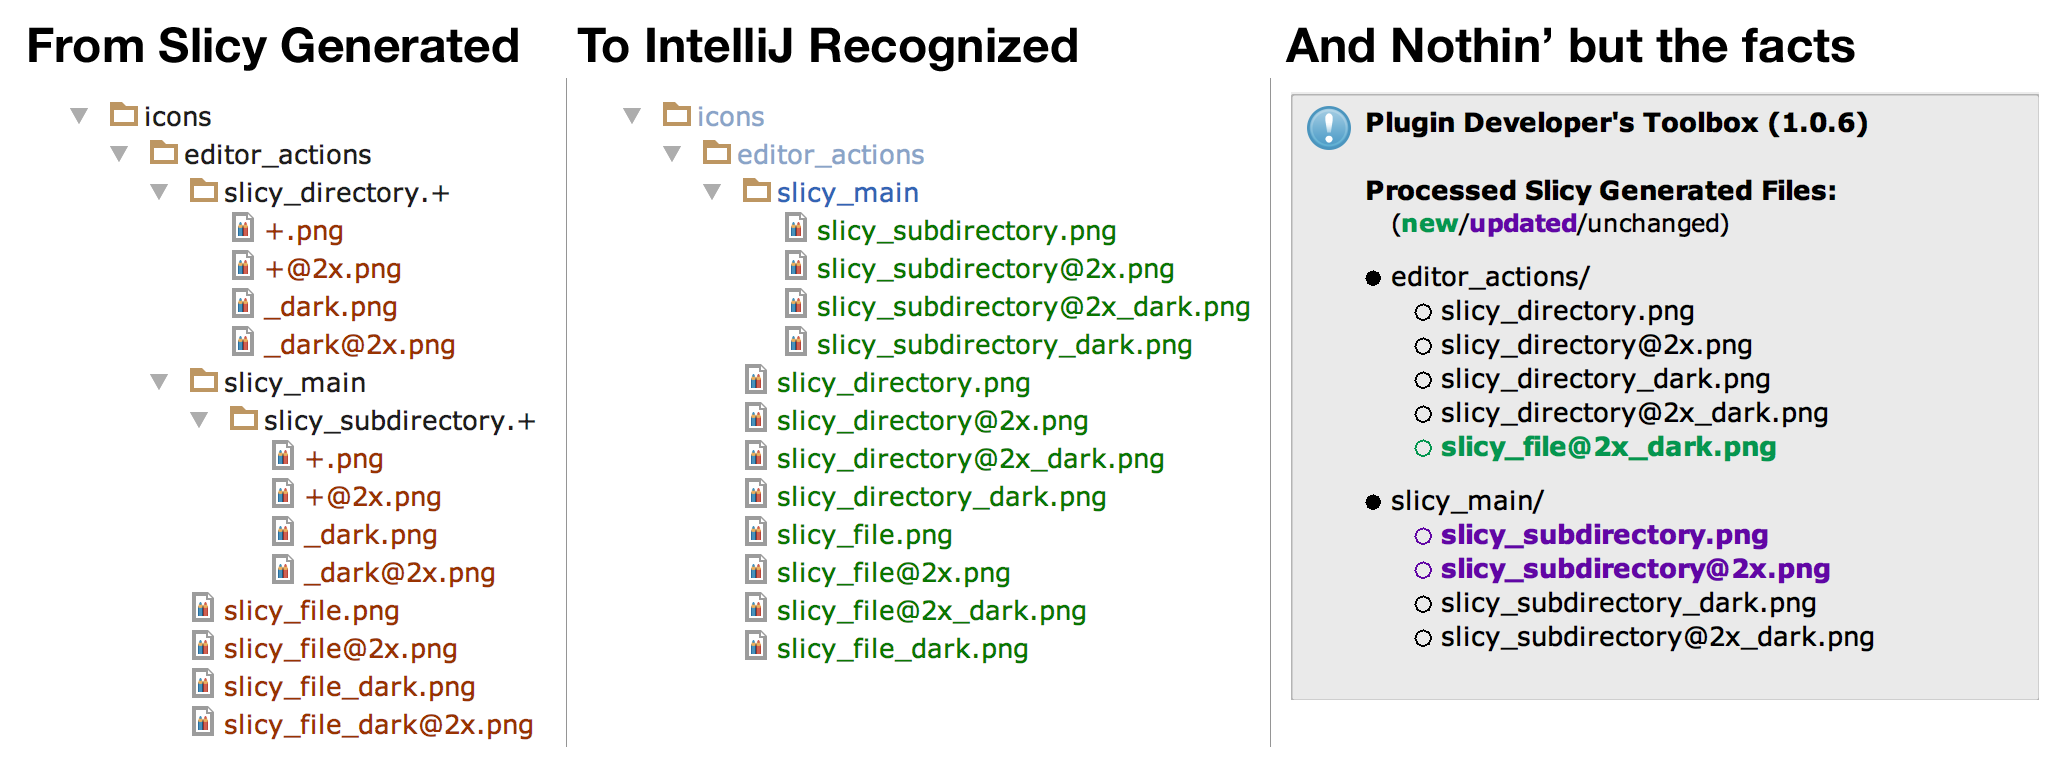 From Slicy Generated
icons
editor_actions
slicy_directory.+
+.png
+@2x.png
_dark.png
_dark@2x.png
slicy_main
slicy_subdirectory.+
+.png
+@2x.png
_dark.png
_dark@2x.png
slicy_file.png
slicy_file@2x.png
slicy_file_dark.png
slicy_file_dark@2x.png
To IntelliJ Recognized
icons
editor_actions
slicy_main
slicy_subdirectory.png
slicy_subdirectory@2x.png
slicy_subdirectory@2x_dark.png
slicy_subdirectory_dark.png
slicy_directory.png
slicy_directory@2x.png
slicy_directory@2x_dark.png
slicy_directory_dark.png
slicy_file.png
slicy_file@2x.png
slicy_file@2x_dark.png
slicy_file_dark.png
And Nothin’ but the facts
Plugin Developer's Toolbox (1.0.6)
Processed Slicy Generated Files:
(new/updated/unchanged)
editor_actions/
slicy_directory.png
slicy_directory@2x.png
slicy_directory_dark.png
slicy_directory@2x_dark.png
slicy_file@2x_dark.png
slicy_main/
slicy_subdirectory.png
slicy_subdirectory@2x.png
slicy_subdirectory_dark.png
slicy_subdirectory@2x_dark.png